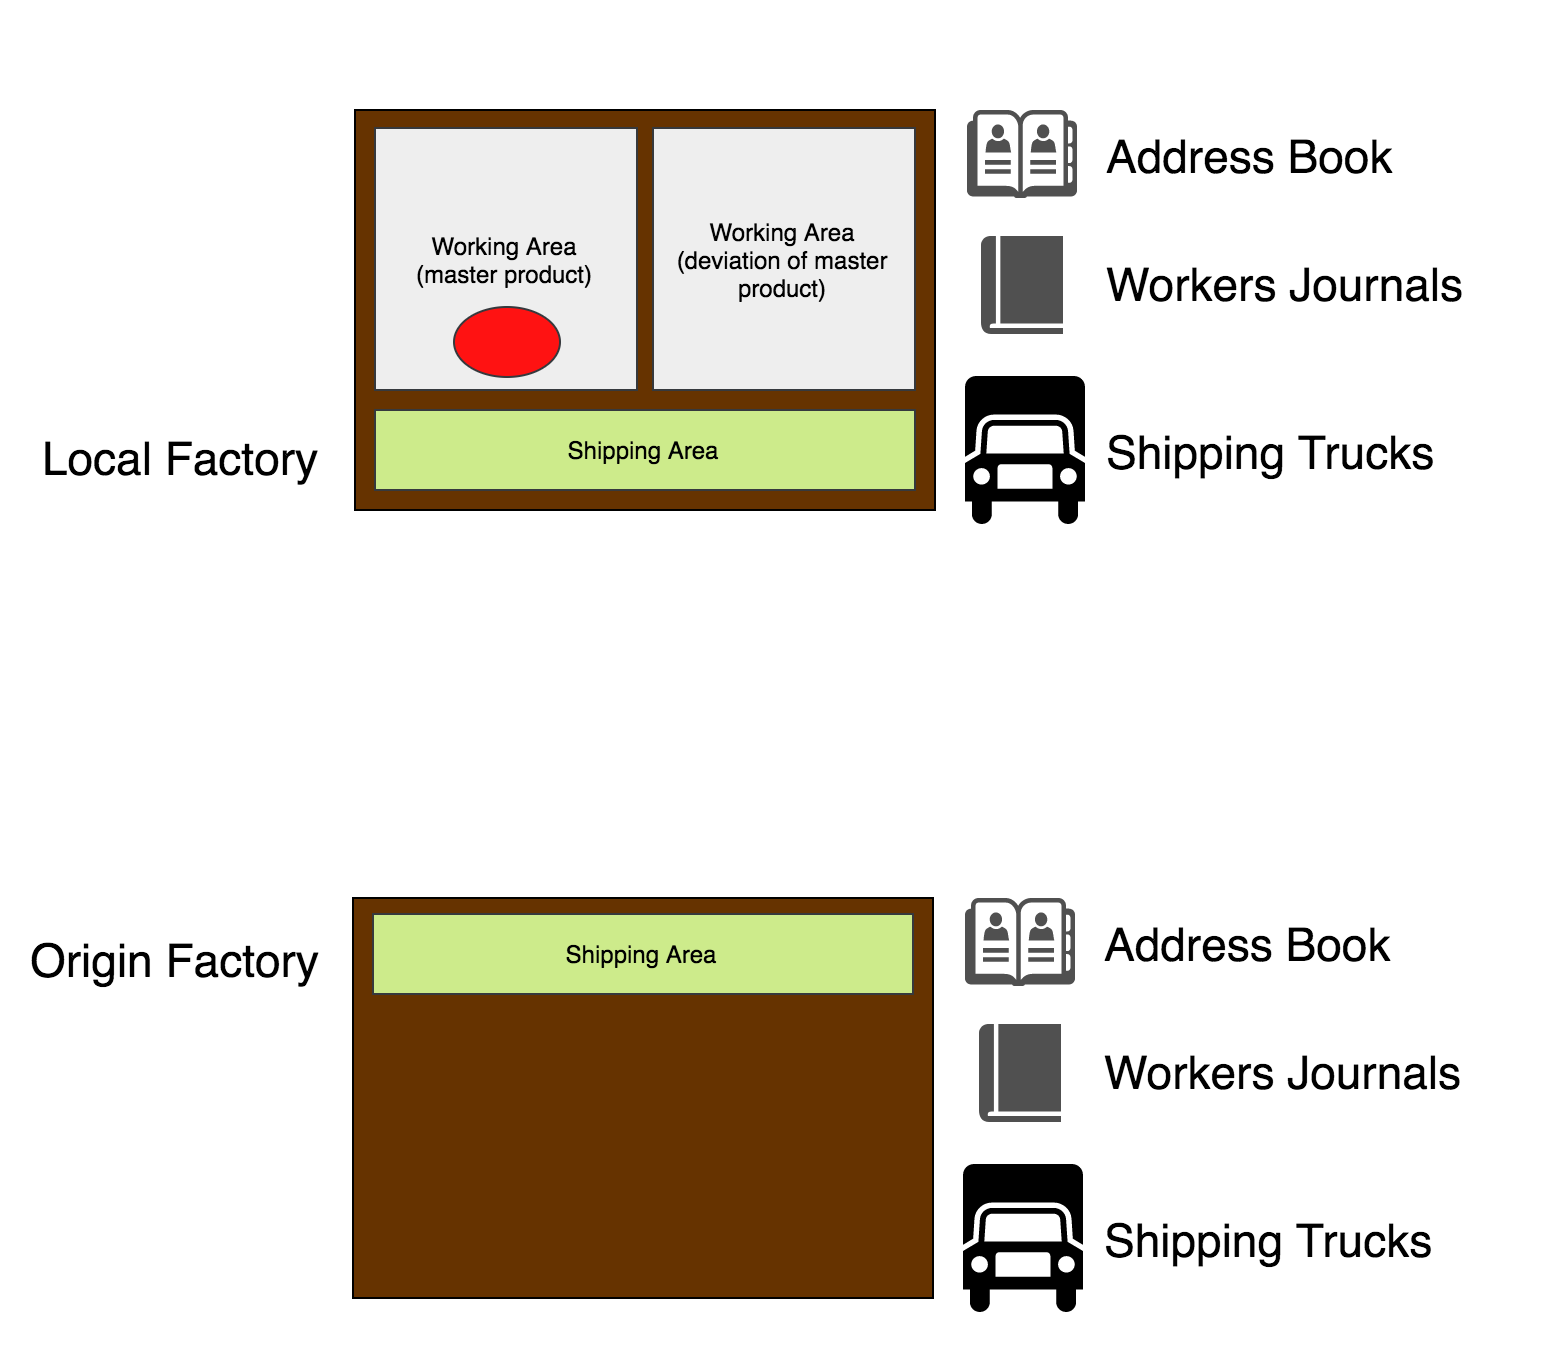 Address Book
Working Area
(master product)
Working Area
(deviation of master
product)
Workers Journals
Local Factory
Shipping Area
Shipping Trucks
Origin Factory
Shipping Area
Address Book
Workers Journals
Shipping Trucks